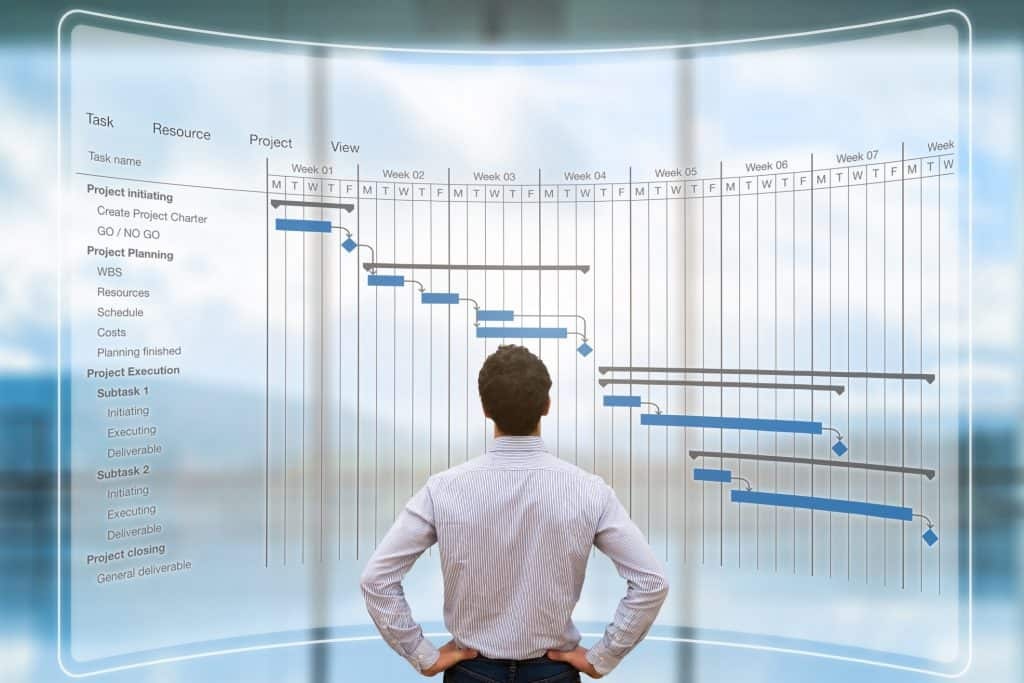 Task Resource Project View
Task name Week 01 Week 02 Week 03 Week 04 Week 05 Week 06 Week 07 Week
M T W T F M T W T F M T W T F M T W T F M T W T F M T W T F M T W T F M T W
Project initiating
Create Project Charter
GO / NO GO
Project Planning
WBS
Resources
Schedule
Costs
Planning finished
Project Execution
Subtask 1
Initiating
Executing
Deliverable
Subtask 2
Initiating
Executing
Deliverable
Project closing
General deliverable